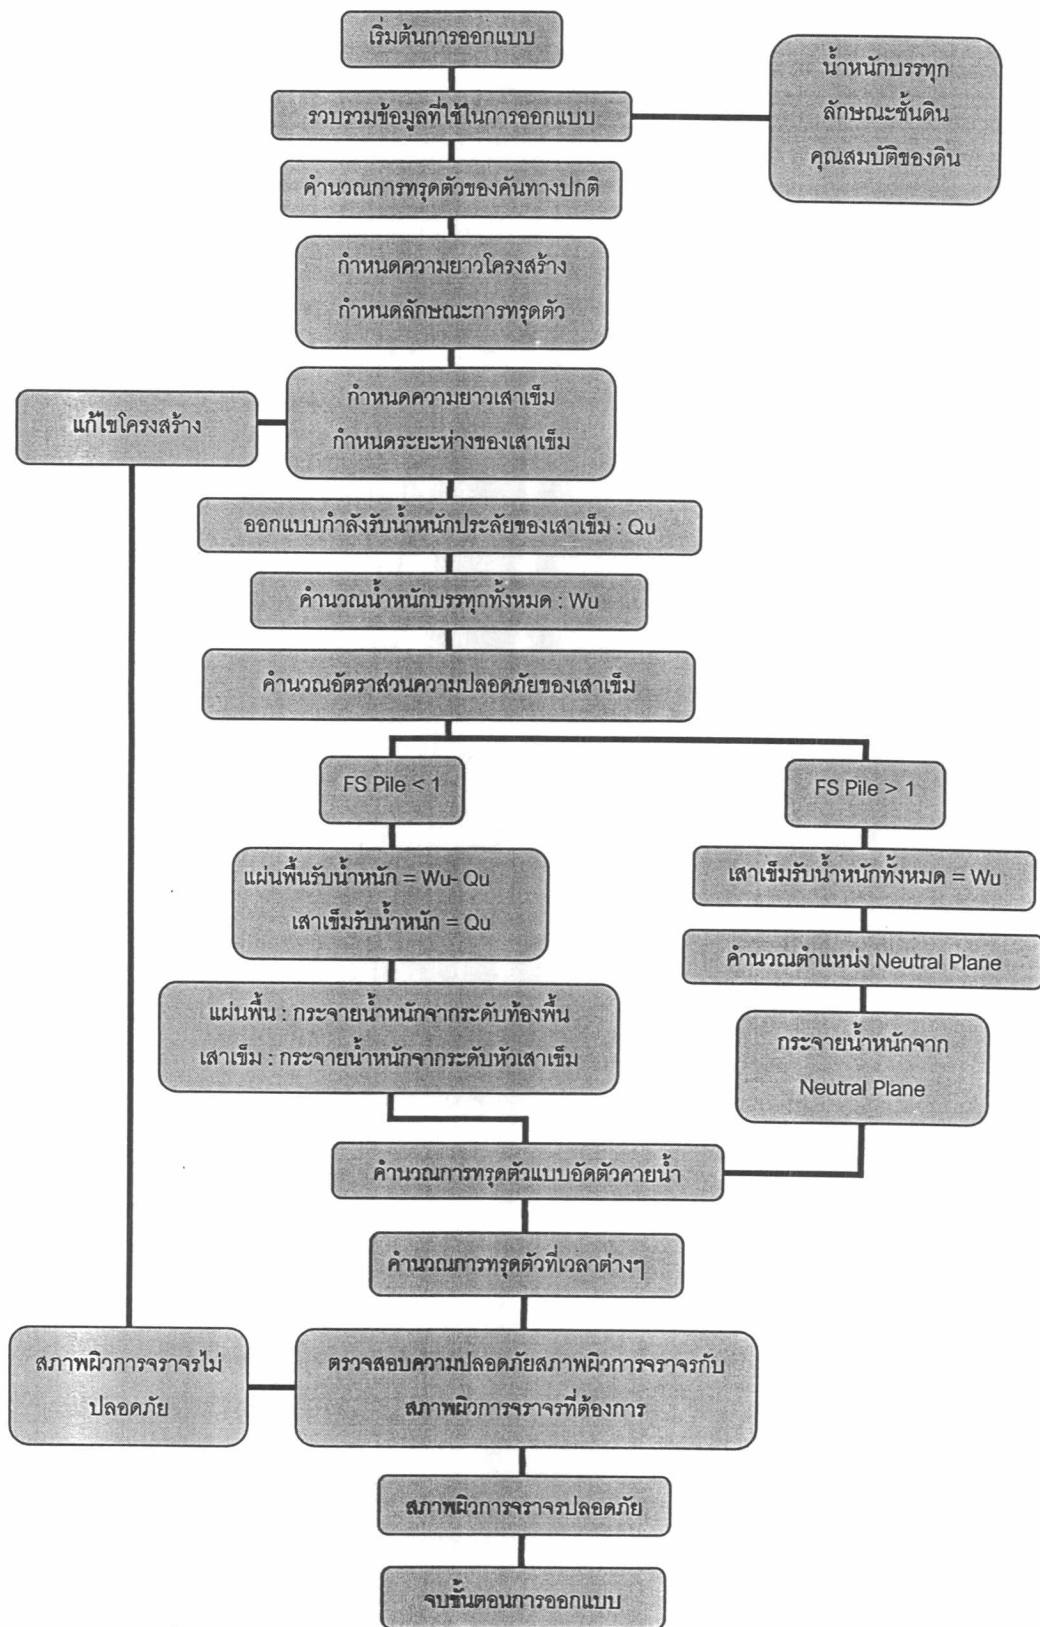 เริ่มต้นการออกแบบ
น้ำหนักบรรทุก
ลักษณะชั้นดิน
คุณสมบัติของดิน
รวบรวมข้อมูลที่ใช้ในการออกแบบ
คำนวณการทรุดตัวของคันทางปกติ
กำหนดความยาวโครงสร้าง
กำหนดลักษณะการทรุดตัว
แก้ไขโครงสร้าง
กำหนดความยาวเสาเข็ม
กำหนดระยะห่างของเสาเข็ม
ออกแบบกำลังรับน้ำหนักประลัยของเสาเข็ม : Qu
คำนวณน้ำหนักบรรทุกทั้งหมด : Wu
คำนวณอัตราส่วนความปลอดภัยของเสาเข็ม
FS Pile < 1
FS Pile > 1
แผ่นพื้นรับน้ำหนัก = Wu- Qu
เสาเข็มรับน้ำหนัก = Qu
เสาเข็มรับน้ำหนักทั้งหมด = Wu
คำนวณตำแหน่ง Neutral Plane
แผ่นพื้น : กระจายน้ำหนักจากระดับท้องพื้น
เสาเข็ม : กระจายน้ำหนักจากระดับหัวเสาเข็ม
กระจายน้ำหนักจาก
Neutral Plane
คำนวณการทรุดตัวแบบอัดตัวคายน้ำ
คำนวณการทรุดตัวที่เวลาต่างๆ
สภาพผิวการจราจรไม่
ปลอดภัย
ตรวจสอบความปลอดภัยสภาพผิวการจราจรกับ
สภาพผิวการจราจรที่ต้องการ
สภาพผิวการจราจรปลอดภัย
จบขั้นตอนการออกแบบ